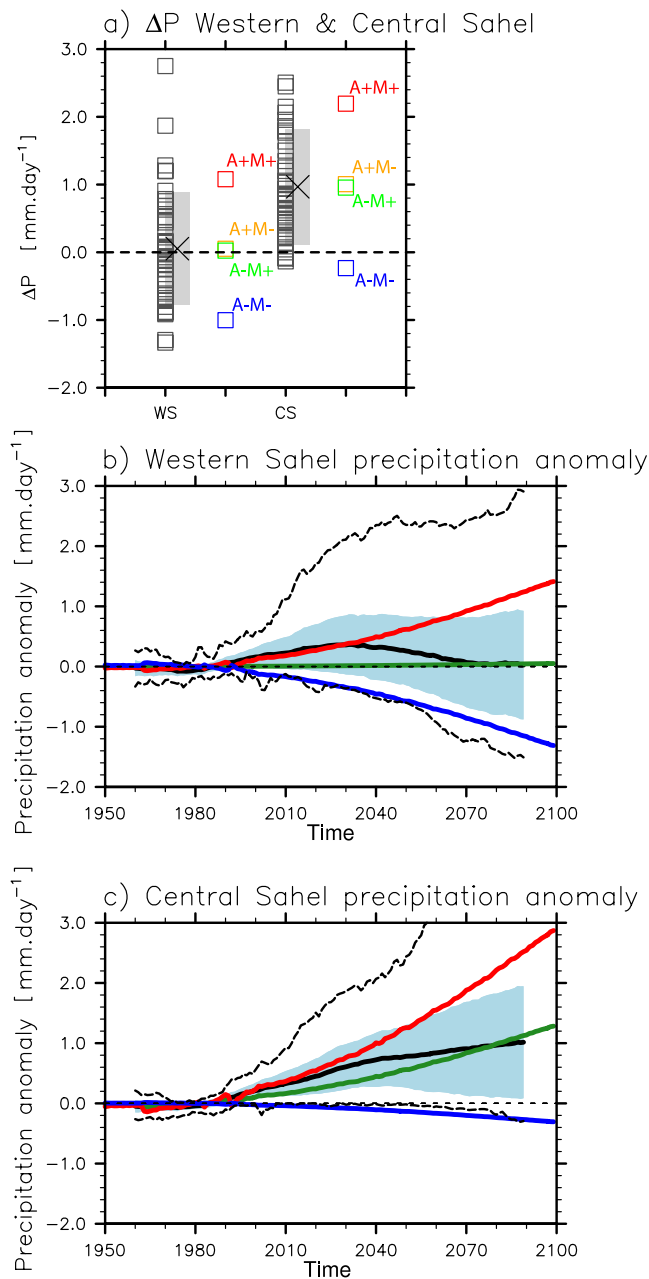 a) ΔP Western & Central Sahel
ΔP [mm.day⁻¹]
3.0
2.0
1.0
0.0
−1.0
−2.0
A+M+
A+M-
A-M+
A-M-
A+M+
A+M-
A-M+
A-M-
WS
CS
b) Western Sahel precipitation anomaly
Precipitation anomaly [mm.day⁻¹]
3.0
2.0
1.0
0.0
−1.0
−2.0
1950
1980
2010
2040
2070
2100
Time
c) Central Sahel precipitation anomaly
Precipitation anomaly [mm.day⁻¹]
3.0
2.0
1.0
0.0
−1.0
−2.0
1950
1980
2010
2040
2070
2100
Time